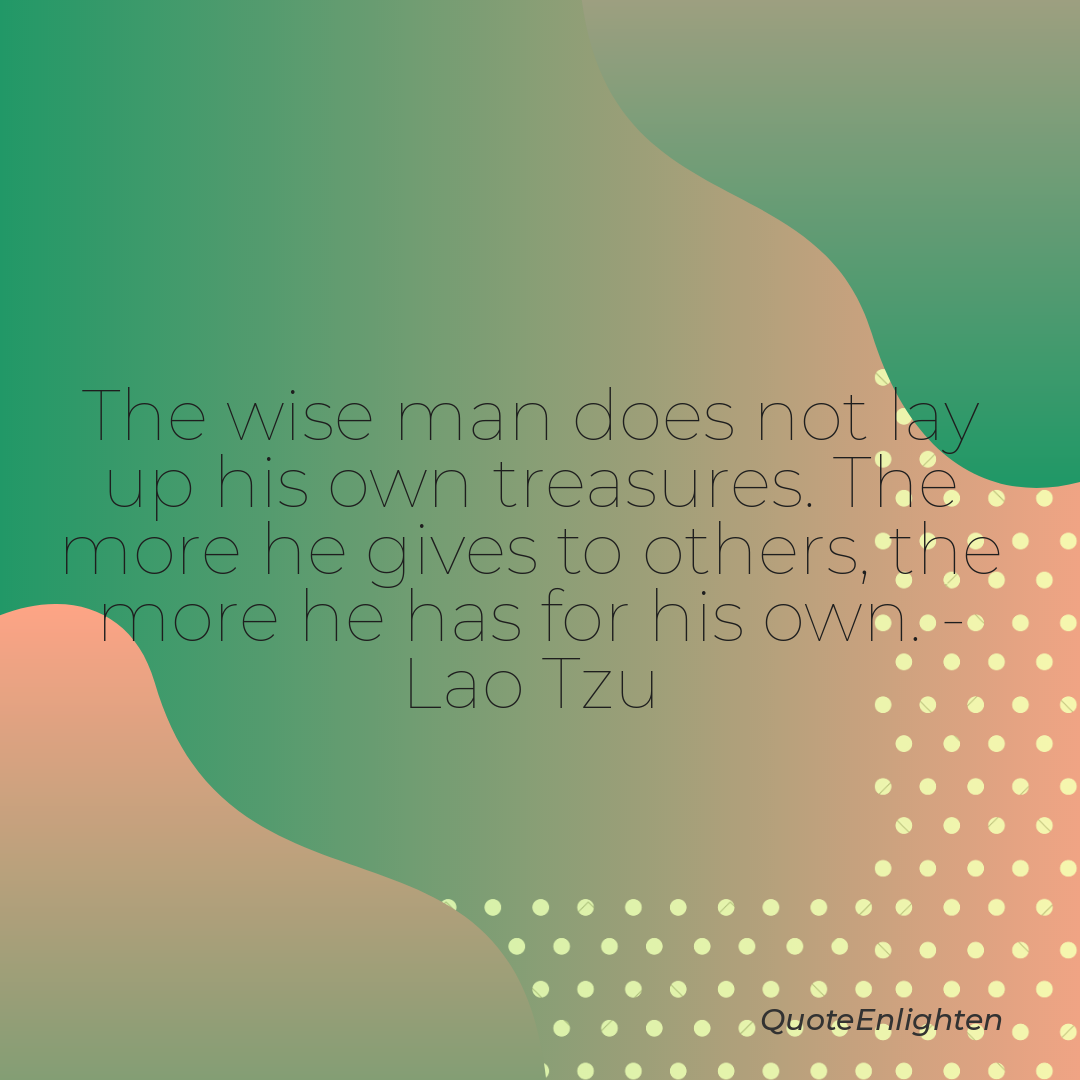 The wise man does not lay
up his own treasures. The
more he gives to others, the
more he has for his own. -
Lao Tzu
QuoteEnlighten